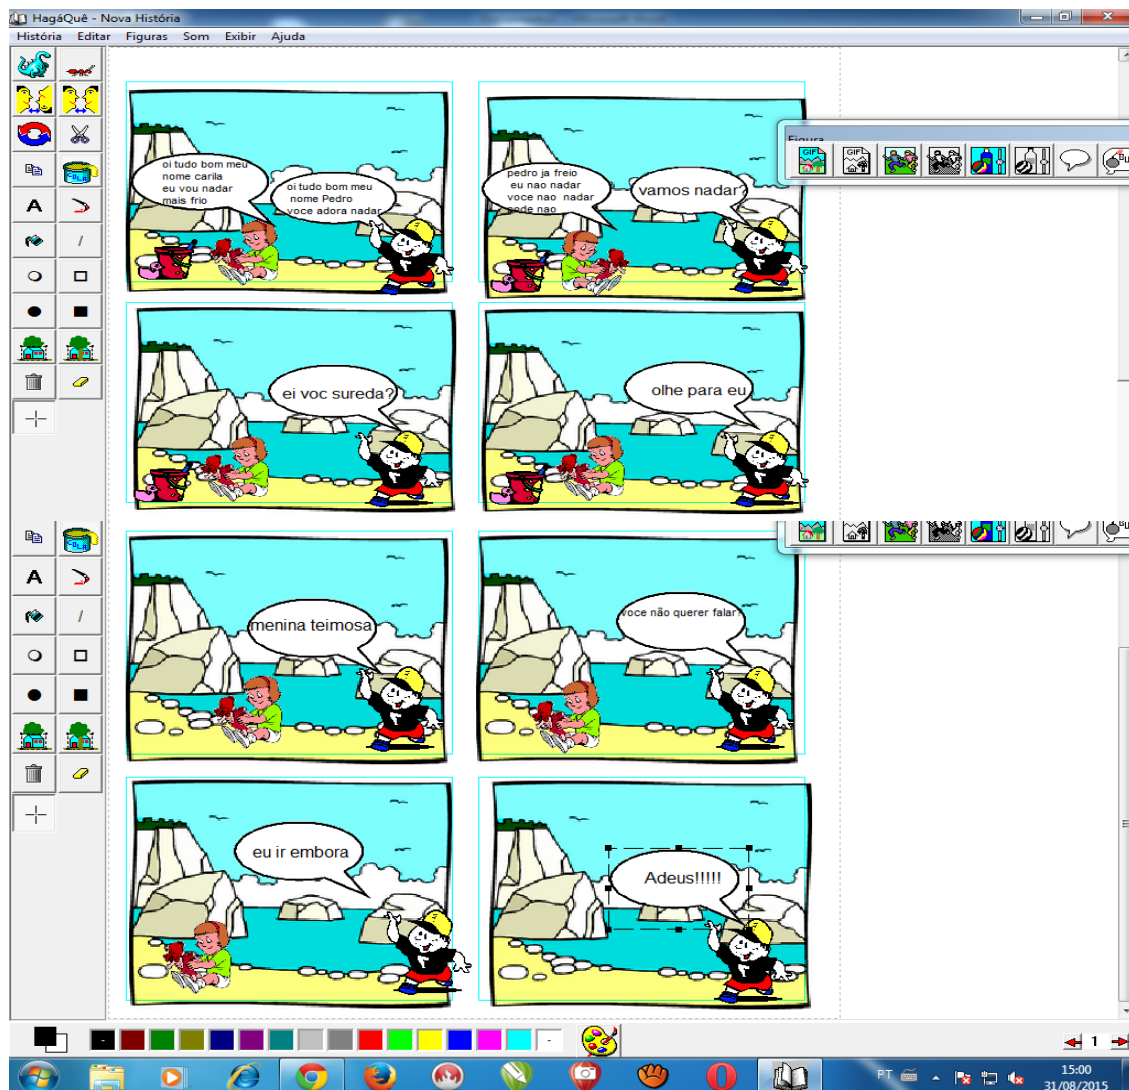 HagáQuê - Nova História
História Editar Figuras Som Exibir Ajuda
Figura
oi tudo bom meu
nome carila
eu vou nadar
mais frio
oi tudo bom meu
nome Pedro
voce adora nadar
pedro ja freio
eu nao nadar
voce nao nadar
pode nao
vamos nadar?
ei voc sureda?
olhe para eu
menina teimosa
voce não querer falar?
eu ir embora
Adeus!!!!!
1
PT
15:00
31/08/2015